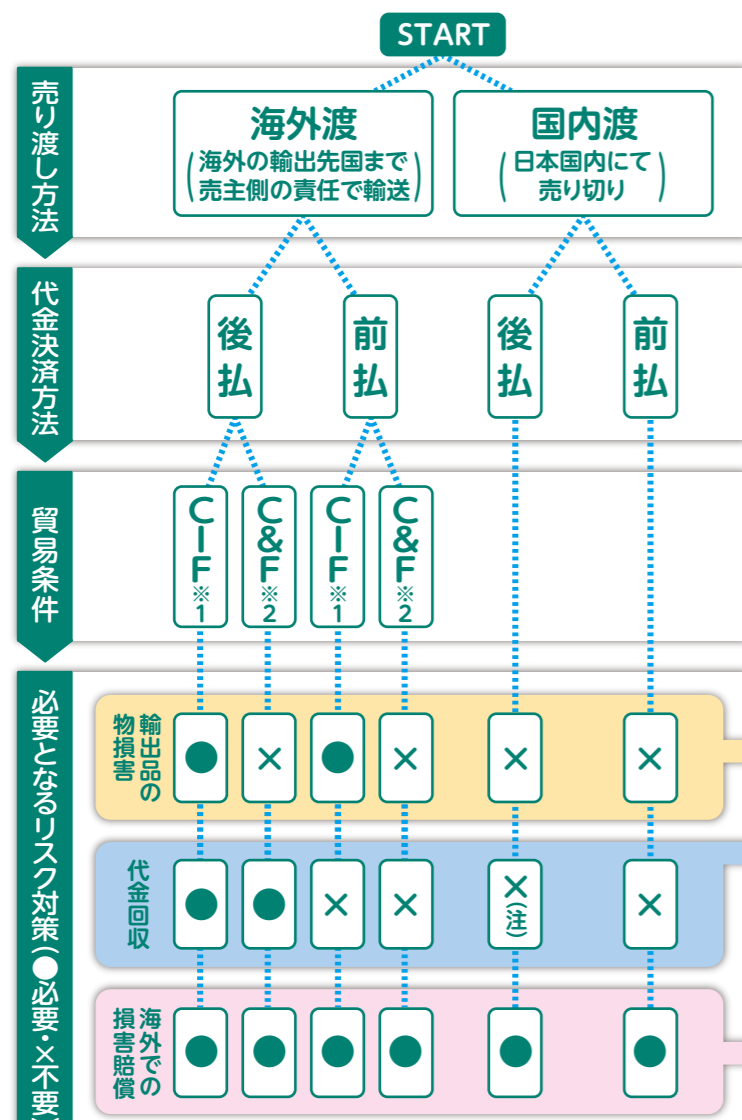 START
売り渡し方法
海外渡
(海外の輸出先国まで
売主側の責任で輸送)
国内渡
(日本国内にて
売り切り)
代金決済方法
後払
前払
後払
前払
貿易条件
CIF※1
C&F※2
CIF※1
C&F※2
必要となるリスク対策(●必要・×不要)
輸出品の
物損害
● × ● × × ×
代金回収
● ● × × ×(注) ×
海外での
損害賠償
● ● ● ● ● ●